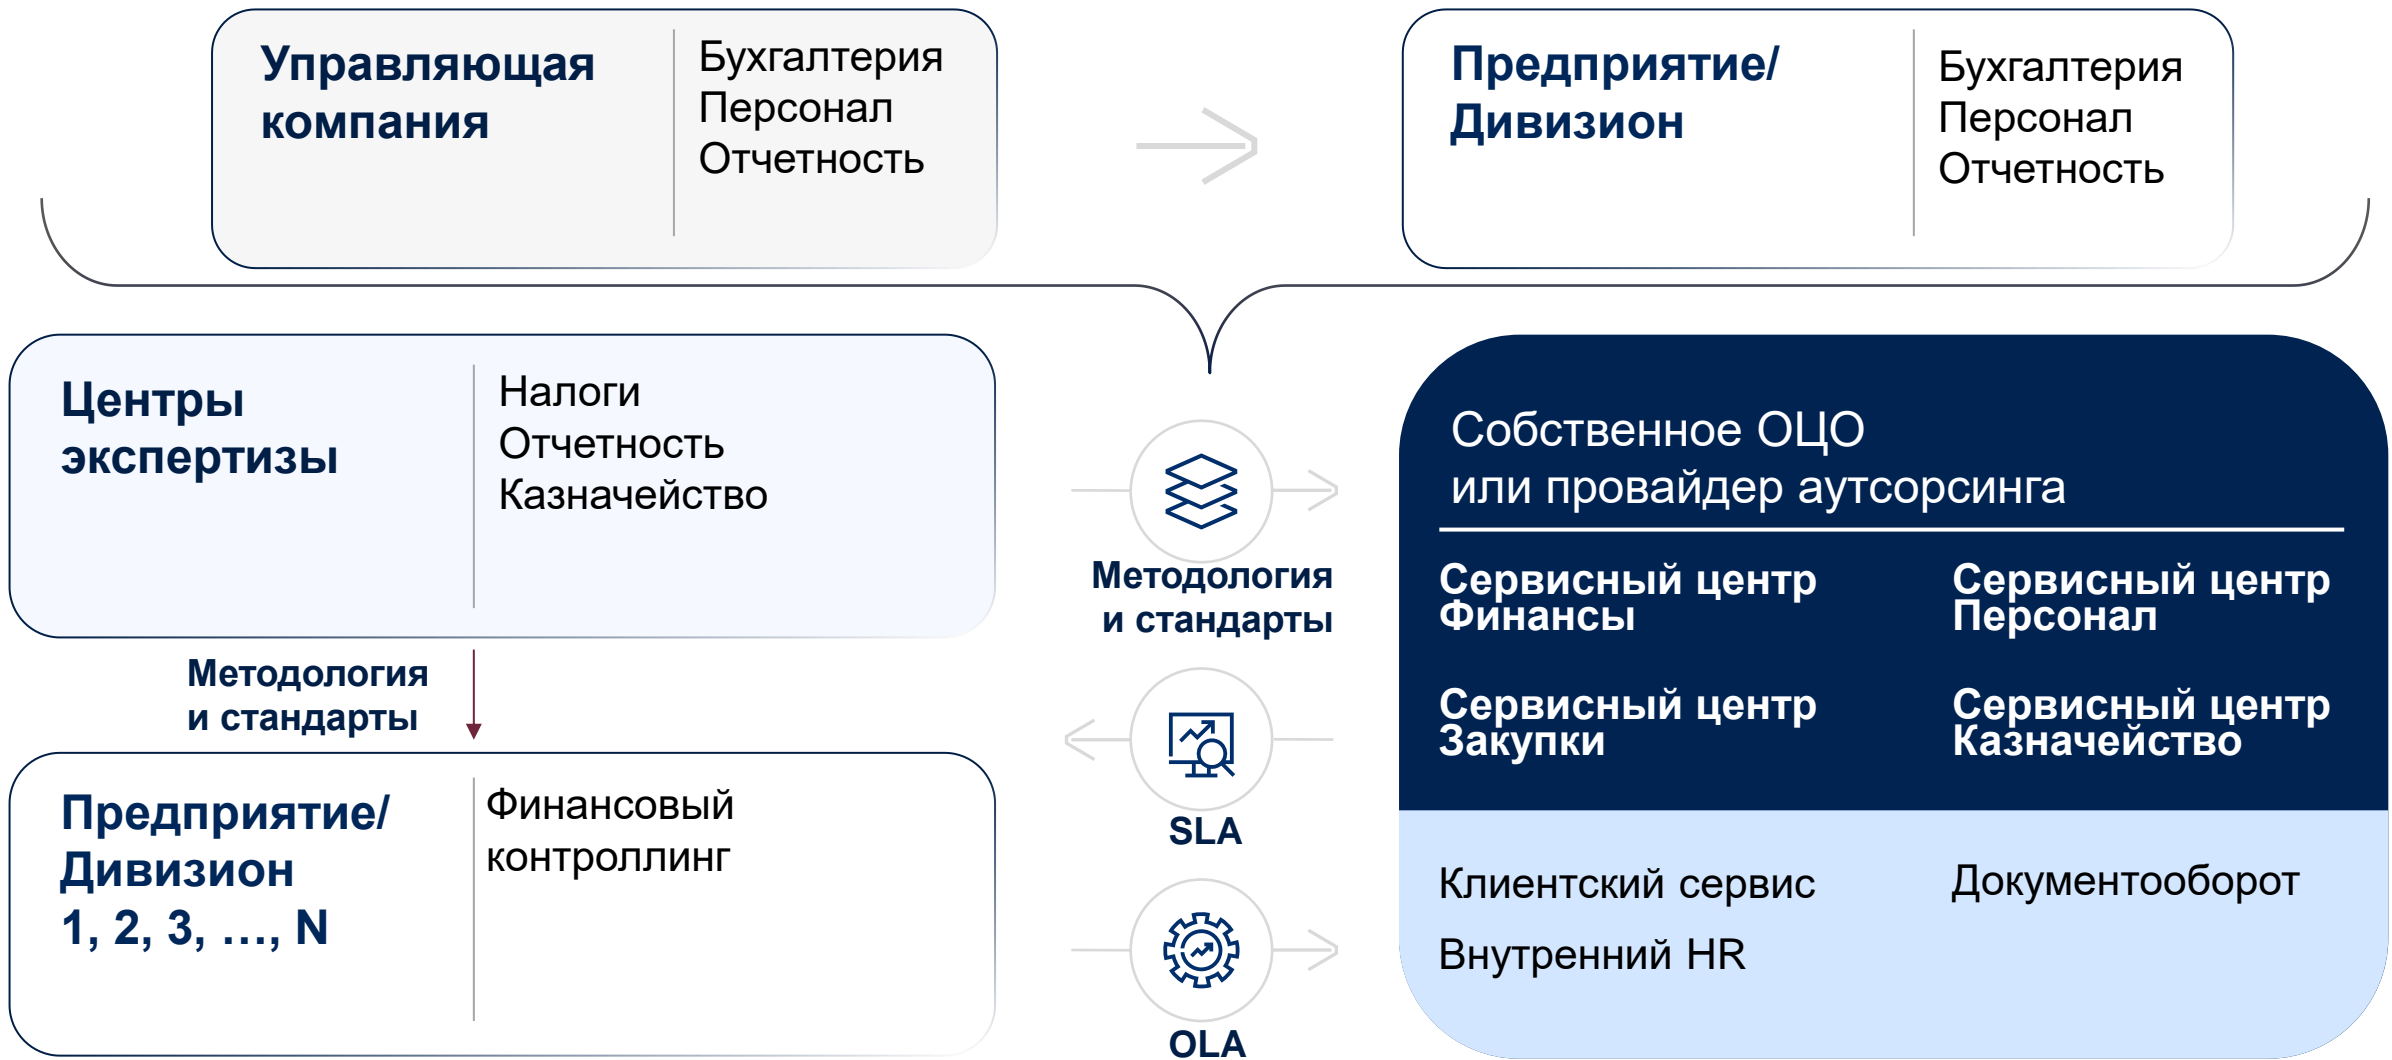 Управляющая
компания
Бухгалтерия
Персонал
Отчетность
Предприятие/
Дивизион
Бухгалтерия
Персонал
Отчетность
Центры
экспертизы
Налоги
Отчетность
Казначейство
Методология
и стандарты
Предприятие/
Дивизион
1, 2, 3, …, N
Финансовый
контроллинг
Методология
и стандарты
SLA
OLA
Собственное ОЦО
или провайдер аутсорсинга
Сервисный центр
Финансы
Сервисный центр
Персонал
Сервисный центр
Закупки
Сервисный центр
Казначейство
Клиентский сервис
Документооборот
Внутренний HR